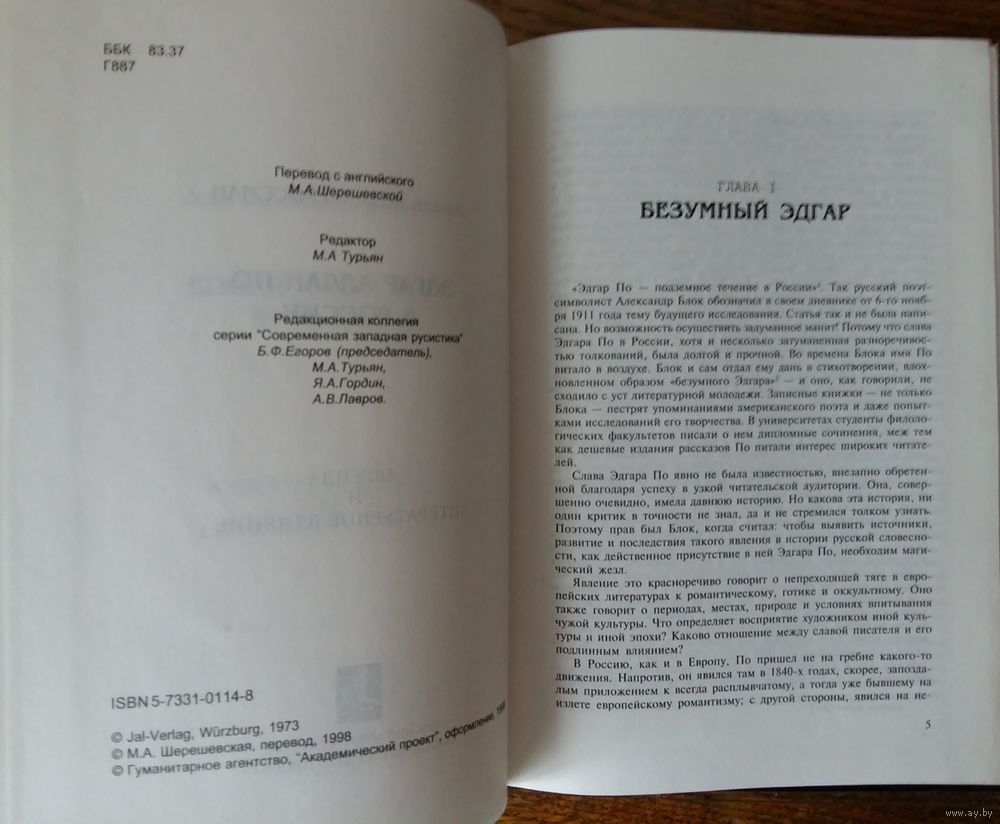 ББК 83.37
Г887
Перевод с английского
М.А.Шерешевской
Редактор
М.А Турьян
Редакционная коллегия
серии "Современная западная русистика"
Б.Ф.Егоров (председатель),
М.А.Турьян,
Я.А.Гордин,
А.В.Лавров.
ISBN 5-7331-0114-8
© Jal-Verlag, Würzburg, 1973
© М.А. Шерешевская, перевод, 1998
© Гуманитарное агентство, "Академический проект", оформление,
ГЛАВА 1
БЕЗУМНЫЙ ЭДГАР
«Эдгар По — подземное течение в России»¹. Так русский поэт-
символист Александр Блок обозначил в своем дневнике от 6-го нояб-
ря 1911 года тему будущего исследования. Статья так и не была напи-
сана. Но возможность осуществить задуманное манит! Потому что слава
Эдгара По в России, хотя и несколько затуманенная разноречивос-
тью толкований, была долгой и прочной. Во времена Блока имя По
витало в воздухе. Блок и сам отдал ему дань в стихотворении, вдох-
новленном образом «безумного Эдгара»² — и оно, как говорили, не
сходило с уст литературной молодежи. Записные книжки — не только
Блока — пестрят упоминаниями американского поэта и даже попыт-
ками исследований его творчества. В университетах студенты филоло-
гических факультетов писали о нем дипломные сочинения, меж тем
как дешевые издания рассказов По питали интерес широких читате-
лей.
Слава Эдгара По явно не была известностью, внезапно обретен-
ной благодаря успеху в узкой читательской аудитории. Она, совер-
шенно очевидно, имела давнюю историю. Но какова эта история, ни
один критик в точности не знал, да и не стремился толком узнать.
Поэтому прав был Блок, когда считал: чтобы выявить источники,
развитие и последствия такого явления в истории русской словесно-
сти, как действенное присутствие в ней Эдгара По, необходим маги-
ческий жезл.
Явление это красноречиво говорит о непреходящей тяге в евро-
пейских литературах к романтическому, готике и оккультному. Оно
также говорит о периодах, местах, природе и условиях впитывания
чужой культуры. Что определяет восприятие художником иной куль-
туры и иной эпохи? Каково отношение между славой писателя и его
подлинным влиянием?
В Россию, как и в Европу, По пришел не на гребне какого-то
движения. Напротив, он явился там в 1840-х годах, скорее, запозда-
лым приложением к всегда расплывчатому, а тогда уже бывшему на
излете европейскому романтизму; с другой стороны, явился на не-
5
www.ay.by